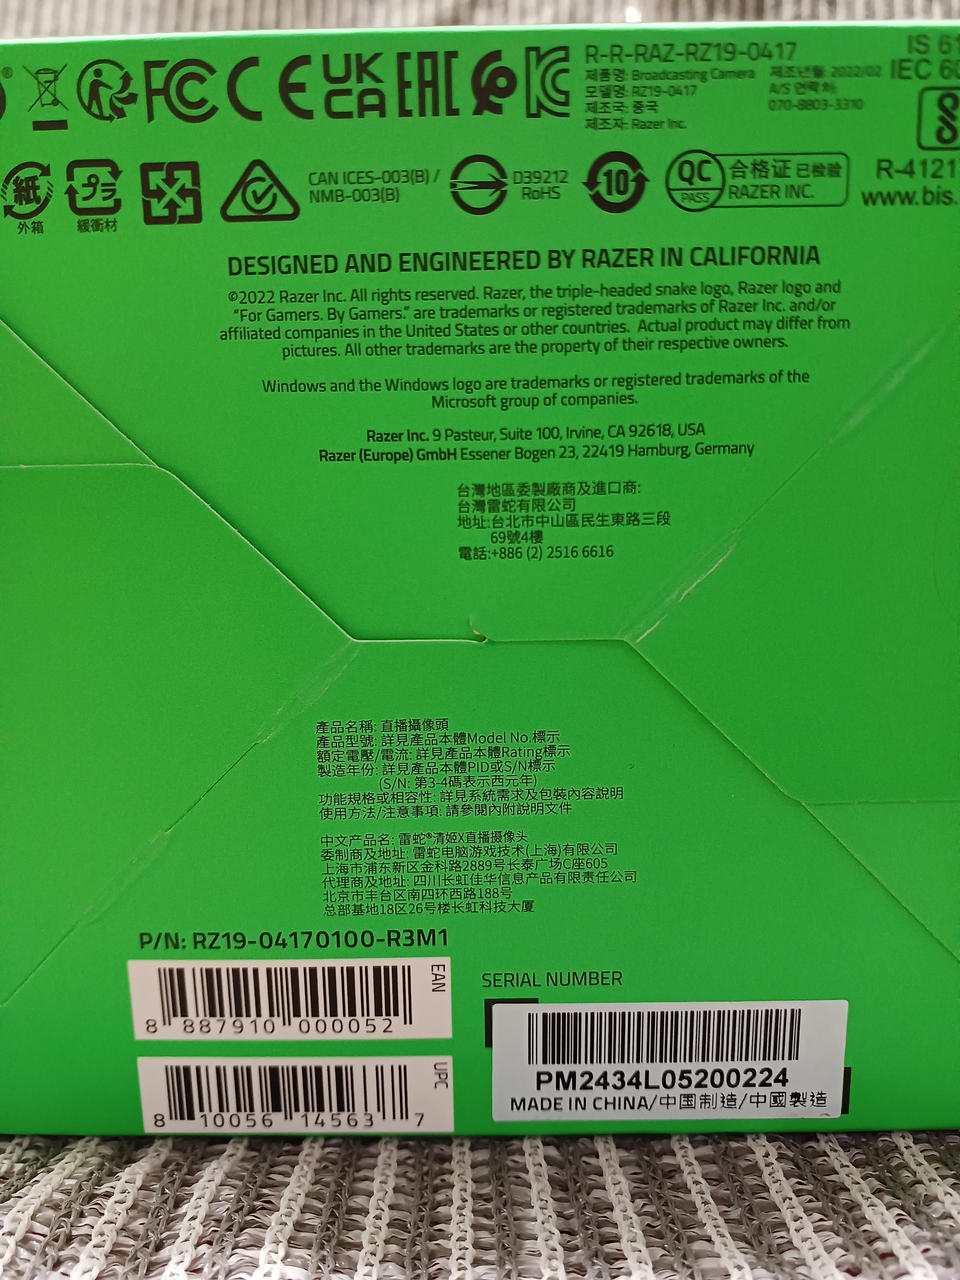 ®
FC CE UK CA EAC
R-R-RAZ-RZ19-0417
제품명: Broadcasting Camera
모델명: RZ19-0417
제조국: 중국
제조자: Razer Inc.
제조년월: 2022/02
A/S 연락처:
070-8803-3310
IS 61
IEC 60
紙
外箱
プラ
緩衝材
CAN ICES-003(B) /
NMB-003(B)
D39212
RoHS
10
QC
PASS
合格证 已检验
RAZER INC.
R-4121
www.bis.
DESIGNED AND ENGINEERED BY RAZER IN CALIFORNIA
©2022 Razer Inc. All rights reserved. Razer, the triple-headed snake logo, Razer logo and
"For Gamers. By Gamers." are trademarks or registered trademarks of Razer Inc. and/or
affiliated companies in the United States or other countries. Actual product may differ from
pictures. All other trademarks are the property of their respective owners.
Windows and the Windows logo are trademarks or registered trademarks of the
Microsoft group of companies.
Razer Inc. 9 Pasteur, Suite 100, Irvine, CA 92618, USA
Razer (Europe) GmbH Essener Bogen 23, 22419 Hamburg, Germany
台灣地區委製廠商及進口商:
台灣雷蛇有限公司
地址:台北市中山區民生東路三段
69號4樓
電話:+886 (2) 2516 6616
產品名稱: 直播攝像頭
產品型號: 詳見產品本體Model No.標示
額定電壓/電流: 詳見產品本體Rating標示
製造年份: 詳見產品本體PID或S/N標示
(S/N: 第3-4碼表示西元年)
功能規格或相容性: 詳見系統需求及包裝內容說明
使用方法/注意事項: 請參閱內附說明文件
中文产品名: 雷蛇®清姬X直播摄像头
委制商及地址: 雷蛇电脑游戏技术(上海)有限公司
上海市浦东新区金科路2889号长泰广场C座605
代理商及地址: 四川长虹佳华信息产品有限责任公司
北京市丰台区南四环西路188号
总部基地18区26号楼长虹科技大厦
P/N: RZ19-04170100-R3M1
EAN
8 887910 000052
UPC
8 10056 14563 7
SERIAL NUMBER
PM2434L05200224
MADE IN CHINA/中国制造/中國製造